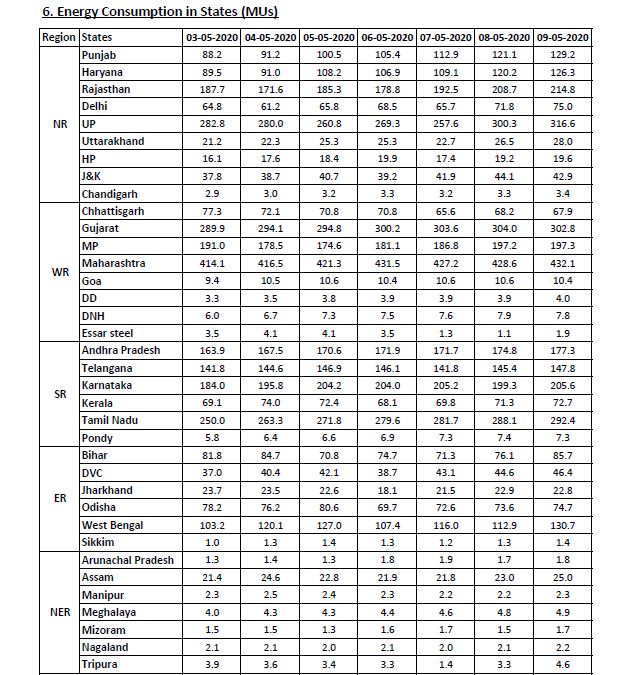 6. Energy Consumption in States (MUs)
Region States 03-05-2020 04-05-2020 05-05-2020 06-05-2020 07-05-2020 08-05-2020 09-05-2020
NR
Punjab 88.2 91.2 100.5 105.4 112.9 121.1 129.2
Haryana 89.5 91.0 108.2 106.9 109.1 120.2 126.3
Rajasthan 187.7 171.6 185.3 178.8 192.5 208.7 214.8
Delhi 64.8 61.2 65.8 68.5 65.7 71.8 75.0
UP 282.8 280.0 260.8 269.3 257.6 300.3 316.6
Uttarakhand 21.2 22.3 25.3 25.3 22.7 26.5 28.0
HP 16.1 17.6 18.4 19.9 17.4 19.2 19.6
J&K 37.8 38.7 40.7 39.2 41.9 44.1 42.9
Chandigarh 2.9 3.0 3.2 3.3 3.2 3.3 3.4
WR
Chhattisgarh 77.3 72.1 70.8 70.8 65.6 68.2 67.9
Gujarat 289.9 294.1 294.8 300.2 303.6 304.0 302.8
MP 191.0 178.5 174.6 181.1 186.8 197.2 197.3
Maharashtra 414.1 416.5 421.3 431.5 427.2 428.6 432.1
Goa 9.4 10.5 10.6 10.4 10.6 10.6 10.4
DD 3.3 3.5 3.8 3.9 3.9 3.9 4.0
DNH 6.0 6.7 7.3 7.5 7.6 7.9 7.8
Essar steel 3.5 4.1 4.1 3.5 1.3 1.1 1.9
SR
Andhra Pradesh 163.9 167.5 170.6 171.9 171.7 174.8 177.3
Telangana 141.8 144.6 146.9 146.1 141.8 145.4 147.8
Karnataka 184.0 195.8 204.2 204.0 205.2 199.3 205.6
Kerala 69.1 74.0 72.4 68.1 69.8 71.3 72.7
Tamil Nadu 250.0 263.3 271.8 279.6 281.7 288.1 292.4
Pondy 5.8 6.4 6.6 6.9 7.3 7.4 7.3
ER
Bihar 81.8 84.7 70.8 74.7 71.3 76.1 85.7
DVC 37.0 40.4 42.1 38.7 43.1 44.6 46.4
Jharkhand 23.7 23.5 22.6 18.1 21.5 22.9 22.8
Odisha 78.2 76.2 80.6 69.7 72.6 73.6 74.7
West Bengal 103.2 120.1 127.0 107.4 116.0 112.9 130.7
Sikkim 1.0 1.3 1.4 1.3 1.2 1.3 1.4
NER
Arunachal Pradesh 1.3 1.4 1.3 1.8 1.9 1.7 1.8
Assam 21.4 24.6 22.8 21.9 21.8 23.0 25.0
Manipur 2.3 2.5 2.4 2.3 2.2 2.2 2.3
Meghalaya 4.0 4.3 4.3 4.4 4.6 4.8 4.9
Mizoram 1.5 1.5 1.3 1.6 1.7 1.5 1.7
Nagaland 2.1 2.1 2.0 2.1 2.0 2.1 2.2
Tripura 3.9 3.6 3.4 3.3 1.4 3.3 4.6